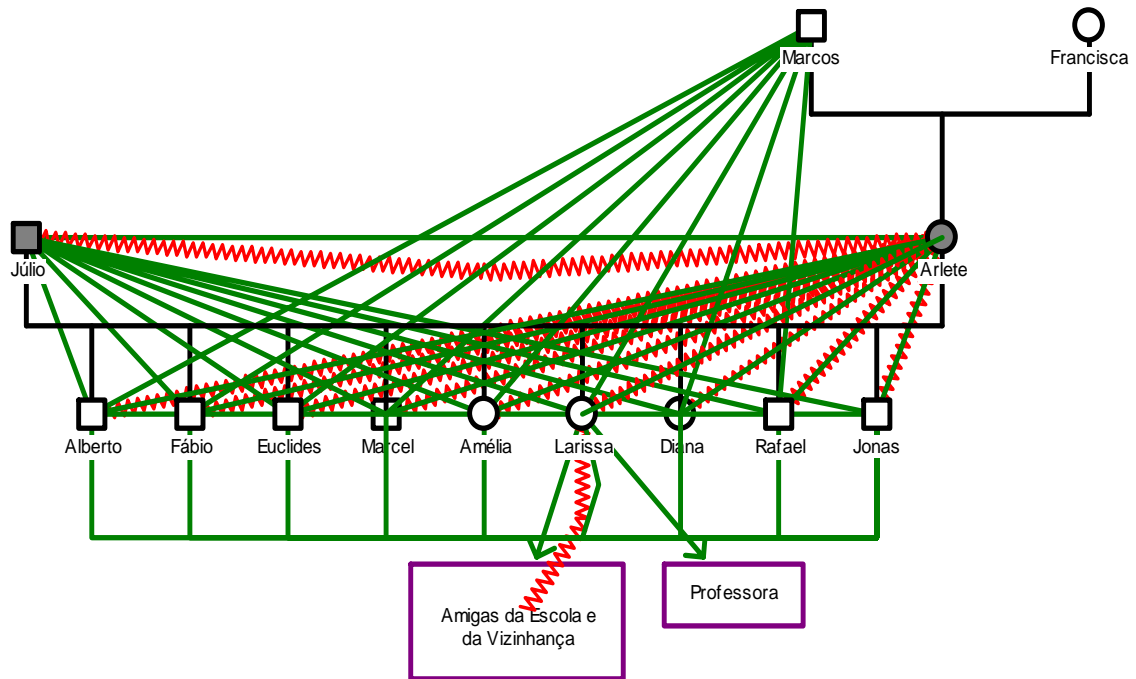 Marcos
Francisca
Júlio
Arlete
Alberto
Fábio
Euclides
Marcel
Amélia
Larissa
Diana
Rafael
Jonas
Amigas da Escola e
da Vizinhança
Professora